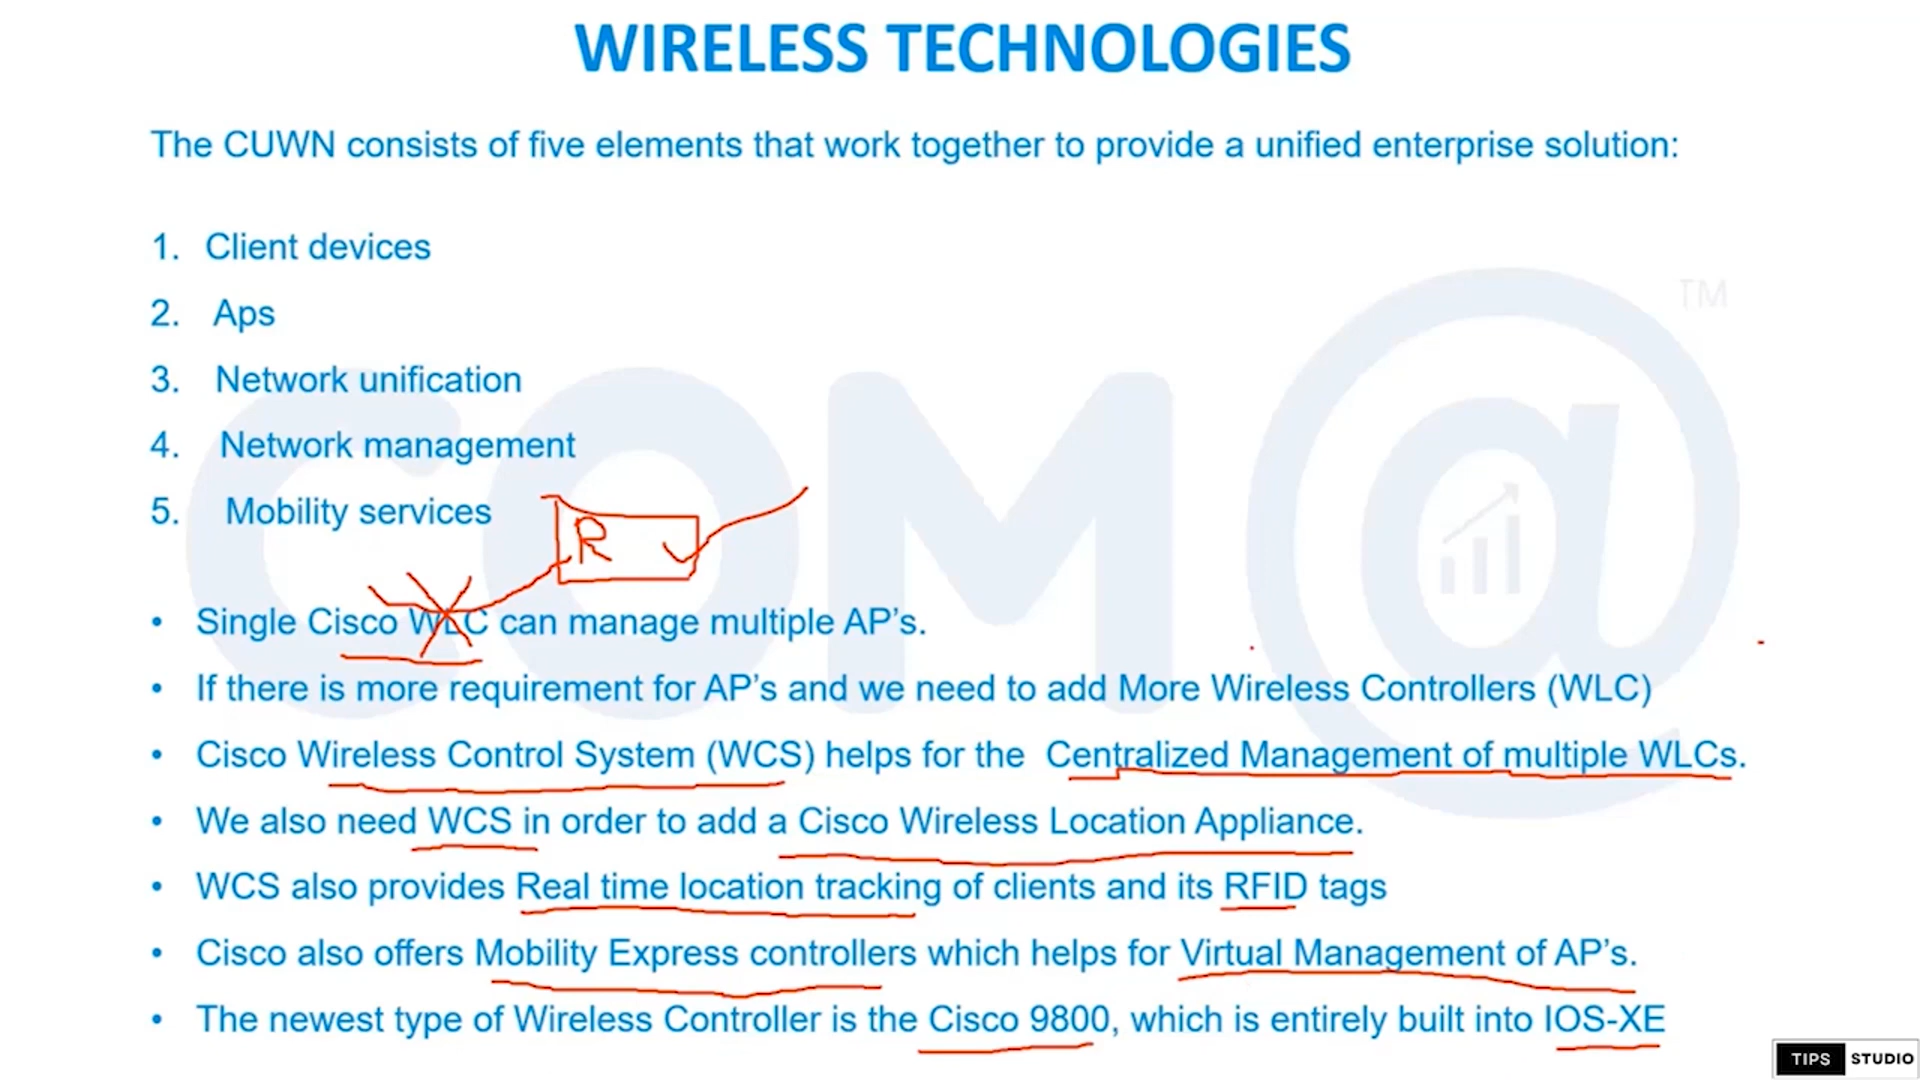 WIRELESS TECHNOLOGIES
The CUWN consists of five elements that work together to provide a unified enterprise solution:
1. Client devices
2. Aps
3. Network unification
4. Network management
5. Mobility services
R
• Single Cisco WLC can manage multiple AP’s.
• If there is more requirement for AP’s and we need to add More Wireless Controllers (WLC)
• Cisco Wireless Control System (WCS) helps for the Centralized Management of multiple WLCs.
• We also need WCS in order to add a Cisco Wireless Location Appliance.
• WCS also provides Real time location tracking of clients and its RFID tags
• Cisco also offers Mobility Express controllers which helps for Virtual Management of AP’s.
• The newest type of Wireless Controller is the Cisco 9800, which is entirely built into IOS-XE
COM@
TM
TIPS STUDIO